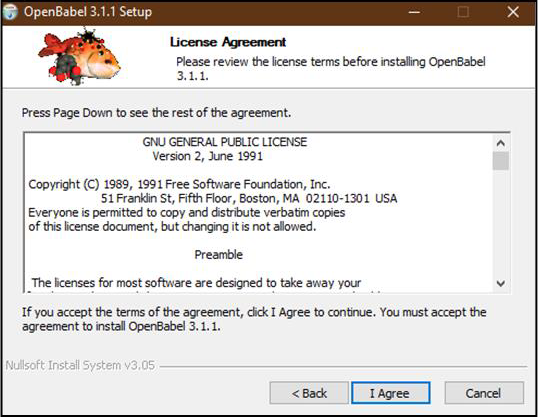 OpenBabel 3.1.1 Setup
License Agreement
Please review the license terms before installing OpenBabel
3.1.1.
Press Page Down to see the rest of the agreement.
GNU GENERAL PUBLIC LICENSE
Version 2, June 1991
Copyright (C) 1989, 1991 Free Software Foundation, Inc.
51 Franklin St, Fifth Floor, Boston, MA 02110-1301 USA
Everyone is permitted to copy and distribute verbatim copies
of this license document, but changing it is not allowed.
Preamble
The licenses for most software are designed to take away your
If you accept the terms of the agreement, click I Agree to continue. You must accept the
agreement to install OpenBabel 3.1.1.
Nullsoft Install System v3.05
< Back I Agree Cancel